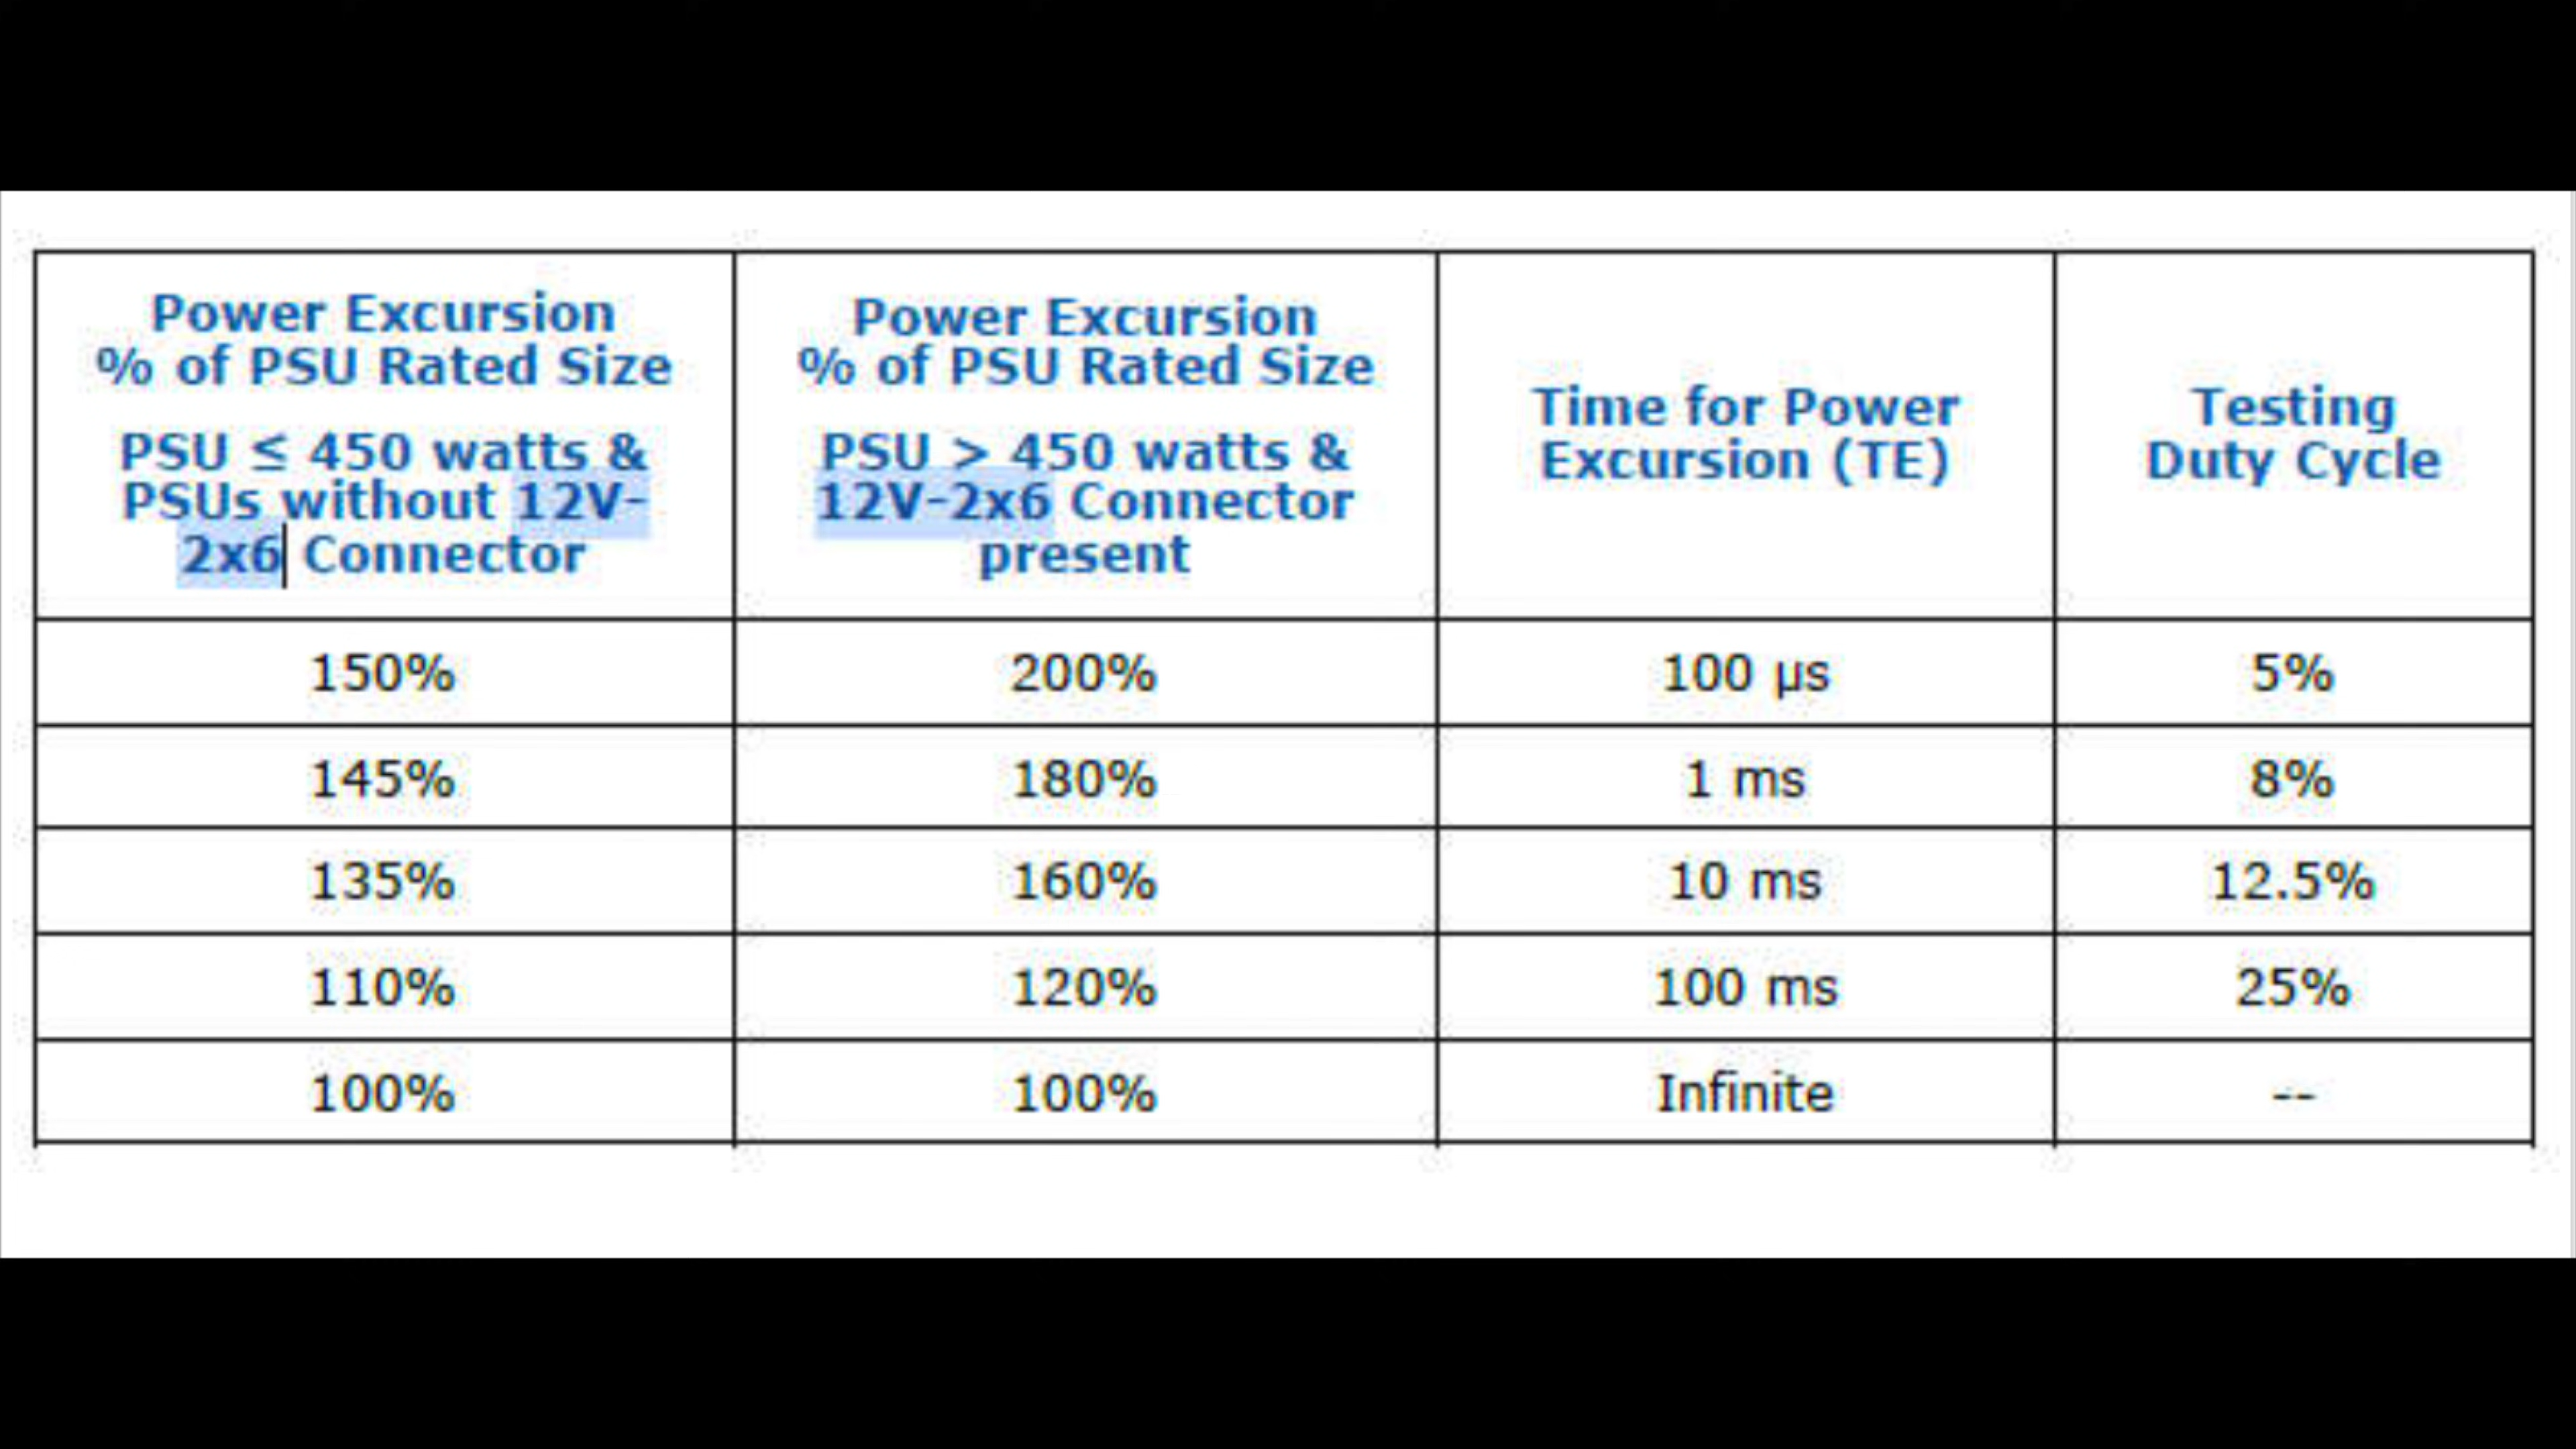 Power Excursion
% of PSU Rated Size
PSU ≤ 450 watts &
PSUs without 12V-
2x6 Connector
Power Excursion
% of PSU Rated Size
PSU > 450 watts &
12V-2x6 Connector
present
Time for Power
Excursion (TE)
Testing
Duty Cycle
150% 200% 100 µs 5%
145% 180% 1 ms 8%
135% 160% 10 ms 12.5%
110% 120% 100 ms 25%
100% 100% Infinite --